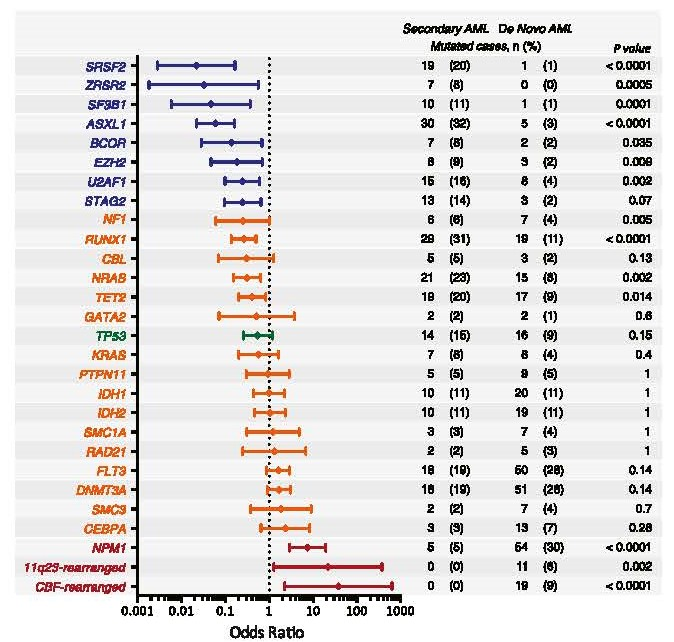 Secondary AML De Novo AML
Mutated cases, n (%) P value
SRSF2 19 (20) 1 (1) < 0.0001
ZRSR2 7 (8) 0 (0) 0.0005
SF3B1 10 (11) 1 (1) 0.0001
ASXL1 30 (32) 5 (3) < 0.0001
BCOR 7 (8) 2 (2) 0.035
EZH2 8 (9) 3 (2) 0.009
U2AF1 15 (16) 8 (4) 0.002
STAG2 13 (14) 3 (2) 0.07
NF1 6 (6) 7 (4) 0.005
RUNX1 29 (31) 19 (11) < 0.0001
CBL 5 (5) 3 (2) 0.13
NRAS 21 (23) 15 (8) 0.002
TET2 19 (20) 17 (9) 0.014
GATA2 2 (2) 2 (1) 0.6
TP53 14 (15) 16 (9) 0.15
KRAS 7 (8) 8 (4) 0.4
PTPN11 5 (5) 9 (5) 1
IDH1 10 (11) 20 (11) 1
IDH2 10 (11) 19 (11) 1
SMC1A 3 (3) 7 (4) 1
RAD21 2 (2) 5 (3) 1
FLT3 18 (19) 50 (28) 0.14
DNMT3A 18 (19) 51 (28) 0.14
SMC3 2 (2) 7 (4) 0.7
CEBPA 3 (3) 13 (7) 0.28
NPM1 5 (5) 54 (30) < 0.0001
11q23-rearranged 0 (0) 11 (6) 0.002
CBF-rearranged 0 (0) 19 (9) < 0.0001
0.001 0.01 0.1 1 10 100 1000
Odds Ratio